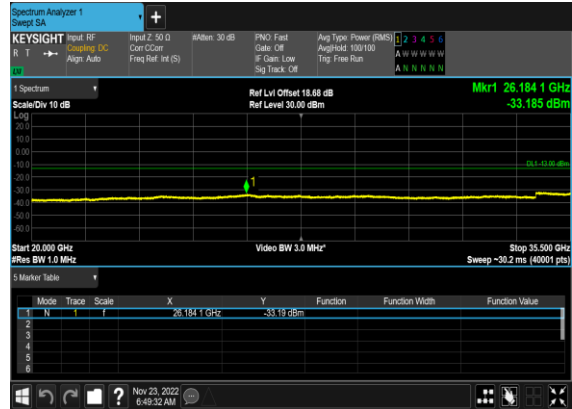 Spectrum Analyzer 1
Swept SA
+
KEYSIGHT Input: RF Input Z: 50 Ω #Atten: 30 dB PNO: Fast Avg Type: Power (RMS) 1 2 3 4 5 6
R T Coupling: DC Corr CCorr Gate: Off Avg|Hold: 100/100 A W W W W W
Align: Auto Freq Ref: Int (S) IF Gain: Low Trig: Free Run
Sig Track: Off A N N N N N
1 Spectrum Ref Lvl Offset 18.68 dB Mkr1 26.184 1 GHz
Scale/Div 10 dB Ref Level 30.00 dBm -33.185 dBm
Log
20.0
10.0
0.00
-10.0
DL1 -13.00 dBm
-20.0
1
-30.0
-40.0
-50.0
-60.0
Start 20.000 GHz Video BW 3.0 MHz* Stop 35.500 GHz
#Res BW 1.0 MHz Sweep ~30.2 ms (40001 pts)
5 Marker Table
Mode Trace Scale X Y Function Function Width Function Value
1 N 1 f 26.184 1 GHz -33.19 dBm
2
3
4
5
6
? Nov 23, 2022
6:49:32 AM